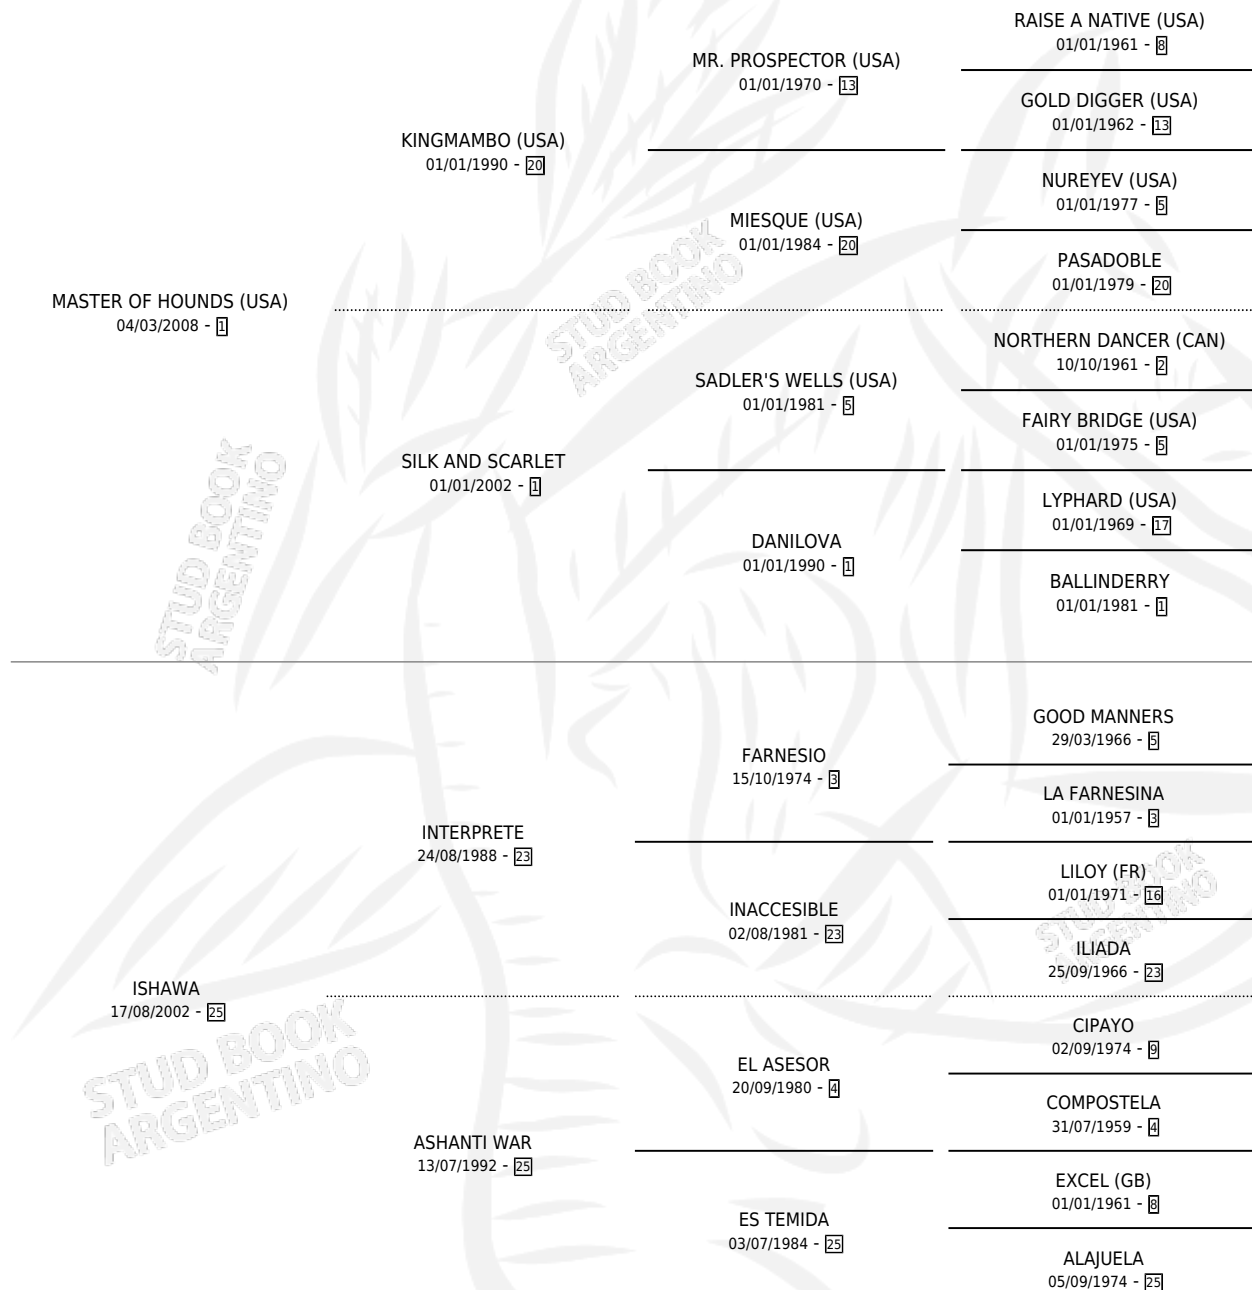 RAISE A NATIVE (USA)
01/01/1961 - 8
MR. PROSPECTOR (USA)
01/01/1970 - 13
GOLD DIGGER (USA)
01/01/1962 - 13
KINGMAMBO (USA)
01/01/1990 - 20
NUREYEV (USA)
01/01/1977 - 5
MIESQUE (USA)
01/01/1984 - 20
PASADOBLE
01/01/1979 - 20
MASTER OF HOUNDS (USA)
04/03/2008 - 1
NORTHERN DANCER (CAN)
10/10/1961 - 2
SADLER'S WELLS (USA)
01/01/1981 - 5
FAIRY BRIDGE (USA)
01/01/1975 - 5
SILK AND SCARLET
01/01/2002 - 1
LYPHARD (USA)
01/01/1969 - 17
DANILOVA
01/01/1990 - 1
BALLINDERRY
01/01/1981 - 1
GOOD MANNERS
29/03/1966 - 5
FARNESIO
15/10/1974 - 3
LA FARNESINA
01/01/1957 - 3
INTERPRETE
24/08/1988 - 23
LILOY (FR)
01/01/1971 - 16
INACCESIBLE
02/08/1981 - 23
ILIADA
25/09/1966 - 23
ISHAWA
17/08/2002 - 25
CIPAYO
02/09/1974 - 9
EL ASESOR
20/09/1980 - 4
COMPOSTELA
31/07/1959 - 4
ASHANTI WAR
13/07/1992 - 25
EXCEL (GB)
01/01/1961 - 8
ES TEMIDA
03/07/1984 - 25
ALAJUELA
05/09/1974 - 25
STUD BOOK
ARGENTINO
STUD BOOK
ARGENTINO
STUD BOOK
ARGENTINO
STUD BOOK
ARGENTINO